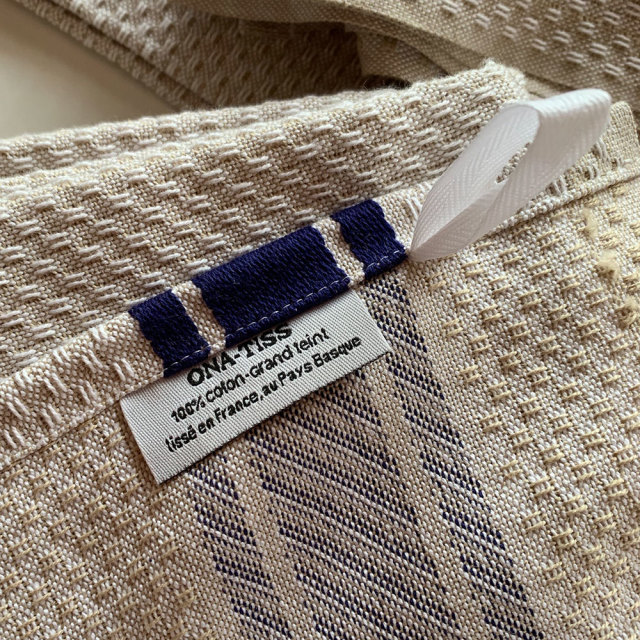 ONA-TISS
100% coton-grand teint
tissé en France, au Pays Basque